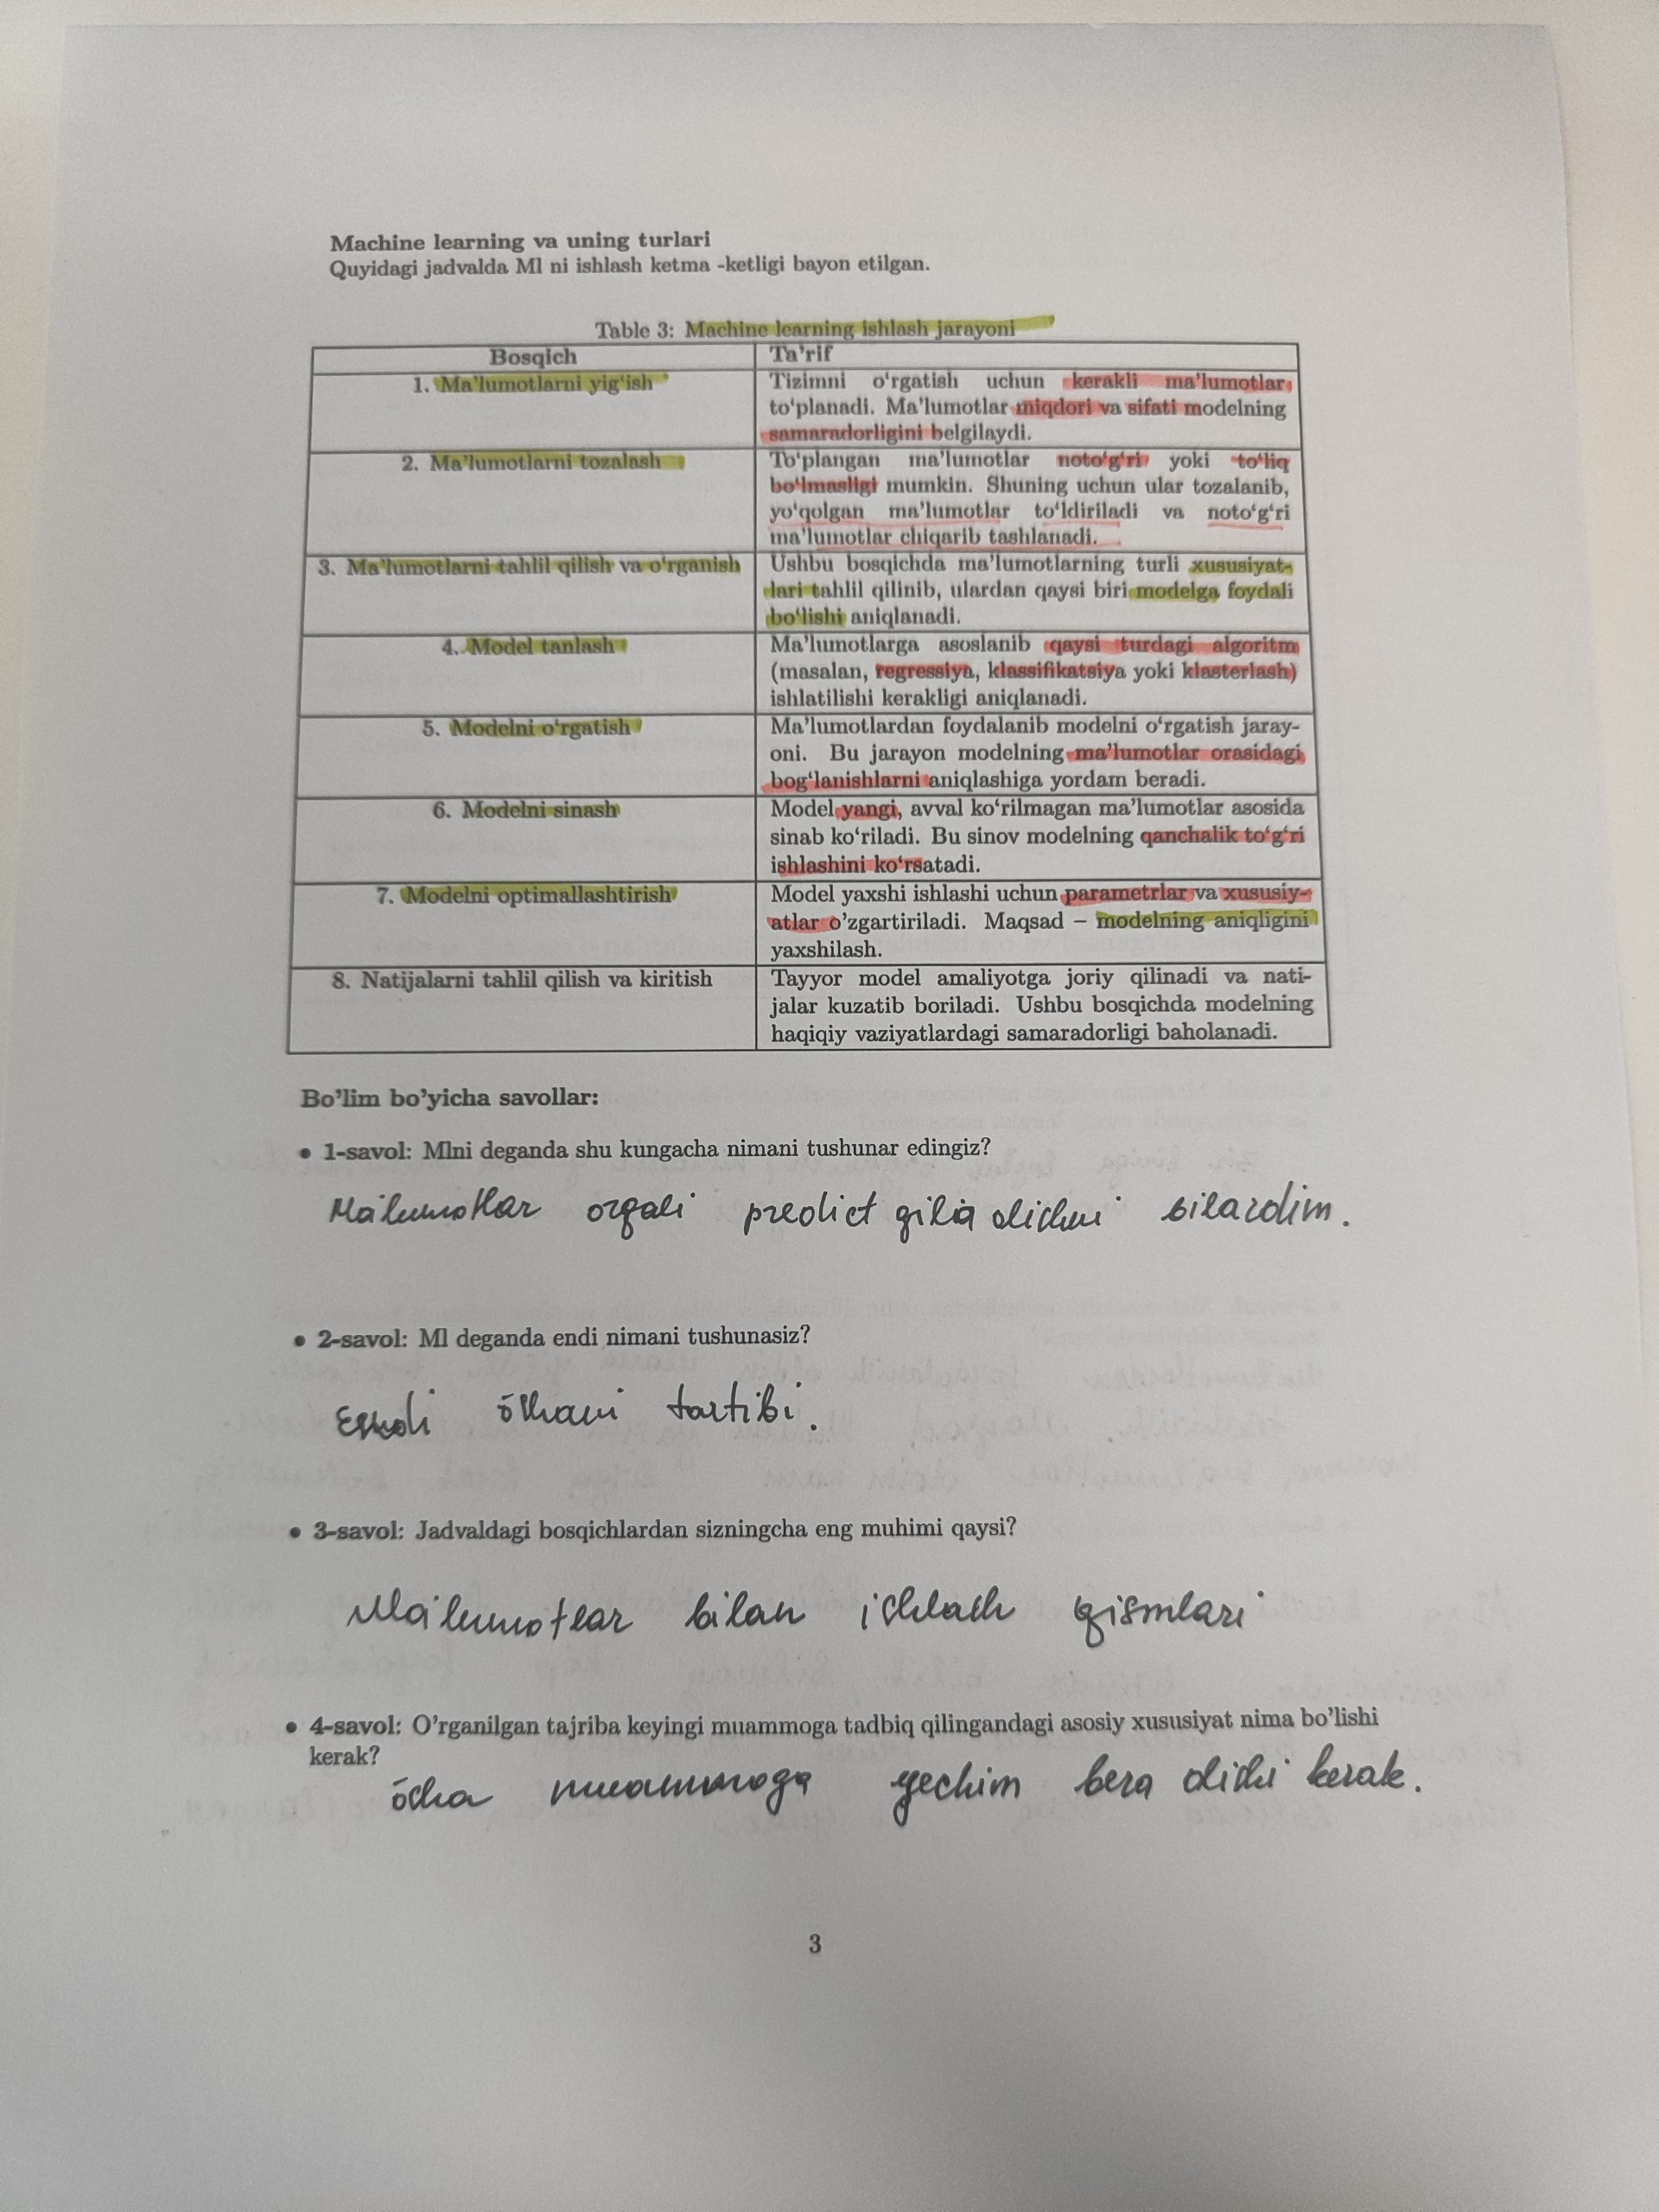 Machine learning va uning turlari
Quyidagi jadvalda Ml ni ishlash ketma -ketligi bayon etilgan.
Table 3: Machine learning ishlash jarayoni
Bosqich
Ta'rif
1. Ma'lumotlarni yig'ish
Tizimni o'rgatish uchun kerakli ma'lumotlar
to'planadi. Ma'lumotlar miqdori va sifati modelning
samaradorligini belgilaydi.
2. Ma'lumotlarni tozalash
To'plangan ma'lumotlar noto'g'ri yoki to'liq
bo'lmasligi mumkin. Shuning uchun ular tozalanib,
yo'qolgan ma'lumotlar to'ldiriladi va noto'g'ri
ma'lumotlar chiqarib tashlanadi.
3. Ma'lumotlarni tahlil qilish va o'rganish
Ushbu bosqichda ma'lumotlarning turli xususiyat-
lari tahlil qilinib, ulardan qaysi biri modelga foydali
bo'lishi aniqlanadi.
4. Model tanlash
Ma'lumotlarga asoslanib qaysi turdagi algoritm
(masalan, regressiya, klassifikatsiya yoki klasterlash)
ishlatilishi kerakligi aniqlanadi.
5. Modelni o'rgatish
Ma'lumotlardan foydalanib modelni o'rgatish jaray-
oni. Bu jarayon modelning ma'lumotlar orasidagi
bog'lanishlarni aniqlashiga yordam beradi.
6. Modelni sinash
Model yangi, avval ko'rilmagan ma'lumotlar asosida
sinab ko'riladi. Bu sinov modelning qanchalik to'g'ri
ishlashini ko'rsatadi.
7. Modelni optimallashtirish
Model yaxshi ishlashi uchun parametrlar va xususiy-
atlar o'zgartiriladi. Maqsad – modelning aniqligini
yaxshilash.
8. Natijalarni tahlil qilish va kiritish
Tayyor model amaliyotga joriy qilinadi va nati-
jalar kuzatib boriladi. Ushbu bosqichda modelning
haqiqiy vaziyatlardagi samaradorligi baholanadi.
Bo'lim bo'yicha savollar:
• 1-savol: Mlni deganda shu kungacha nimani tushunar edingiz?
Ma'lumotlar orqali predict qilia olishni bilardim.
• 2-savol: Ml deganda endi nimani tushunasiz?
tartibi.
• 3-savol: Jadvaldagi bosqichlardan sizningcha eng muhimi qaysi?
Ma'lumotlar bilan ishlash qismlari
• 4-savol: O'rganilgan tajriba keyingi muammoga tadbiq qilingandagi asosiy xususiyat nima bo'lishi
kerak?
o'sha muammoga yechim bera olishi kerak.
3